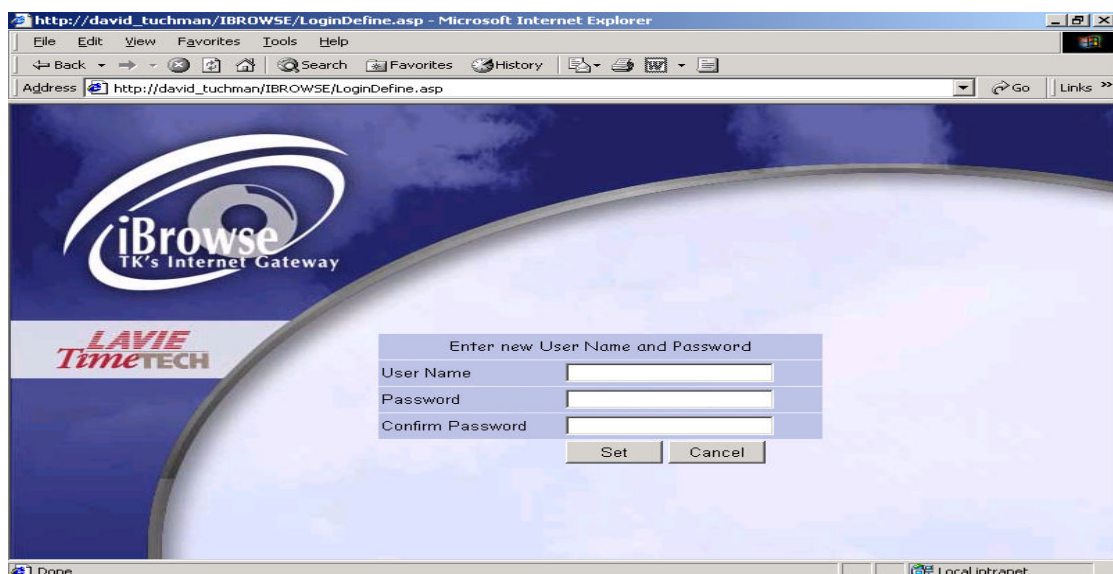 http://david_tuchman/IBROWSE/LoginDefine.asp - Microsoft Internet Explorer
File Edit View Favorites Tools Help
Back Search Favorites History
Address http://david_tuchman/IBROWSE/LoginDefine.asp Go Links »
iBrowse
TK's Internet Gateway
LAVIE
TimeTECH
Enter new User Name and Password
User Name
Password
Confirm Password
Set Cancel
Done Local intranet